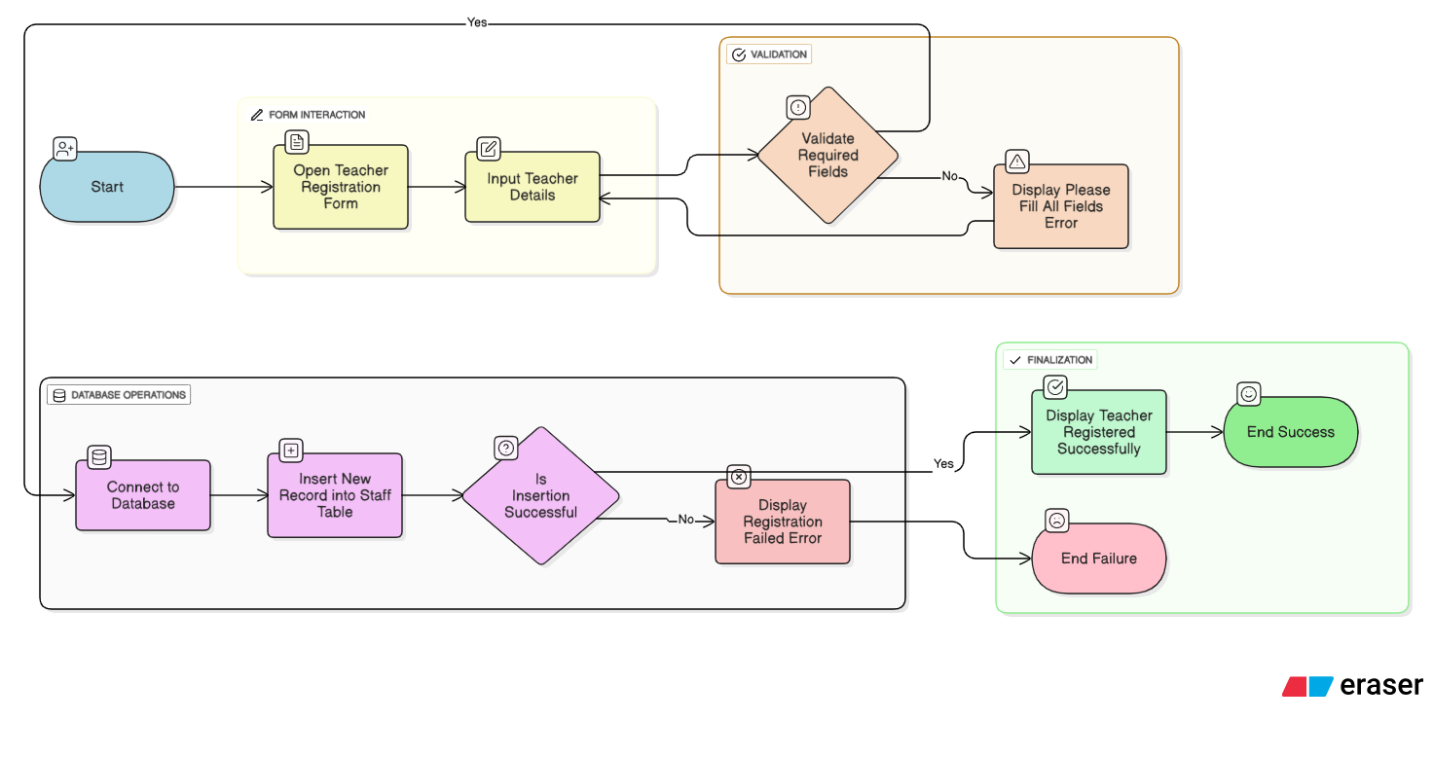 Yes
VALIDATION
FORM INTERACTION
Start
Open Teacher
Registration
Form
Input Teacher
Details
Validate
Required
Fields
No
Display Please
Fill All Fields
Error
DATABASE OPERATIONS
Connect to
Database
Insert New
Record into Staff
Table
Is
Insertion
Successful
Yes
No
Display
Registration
Failed Error
FINALIZATION
Display Teacher
Registered
Successfully
End Success
End Failure
eraser